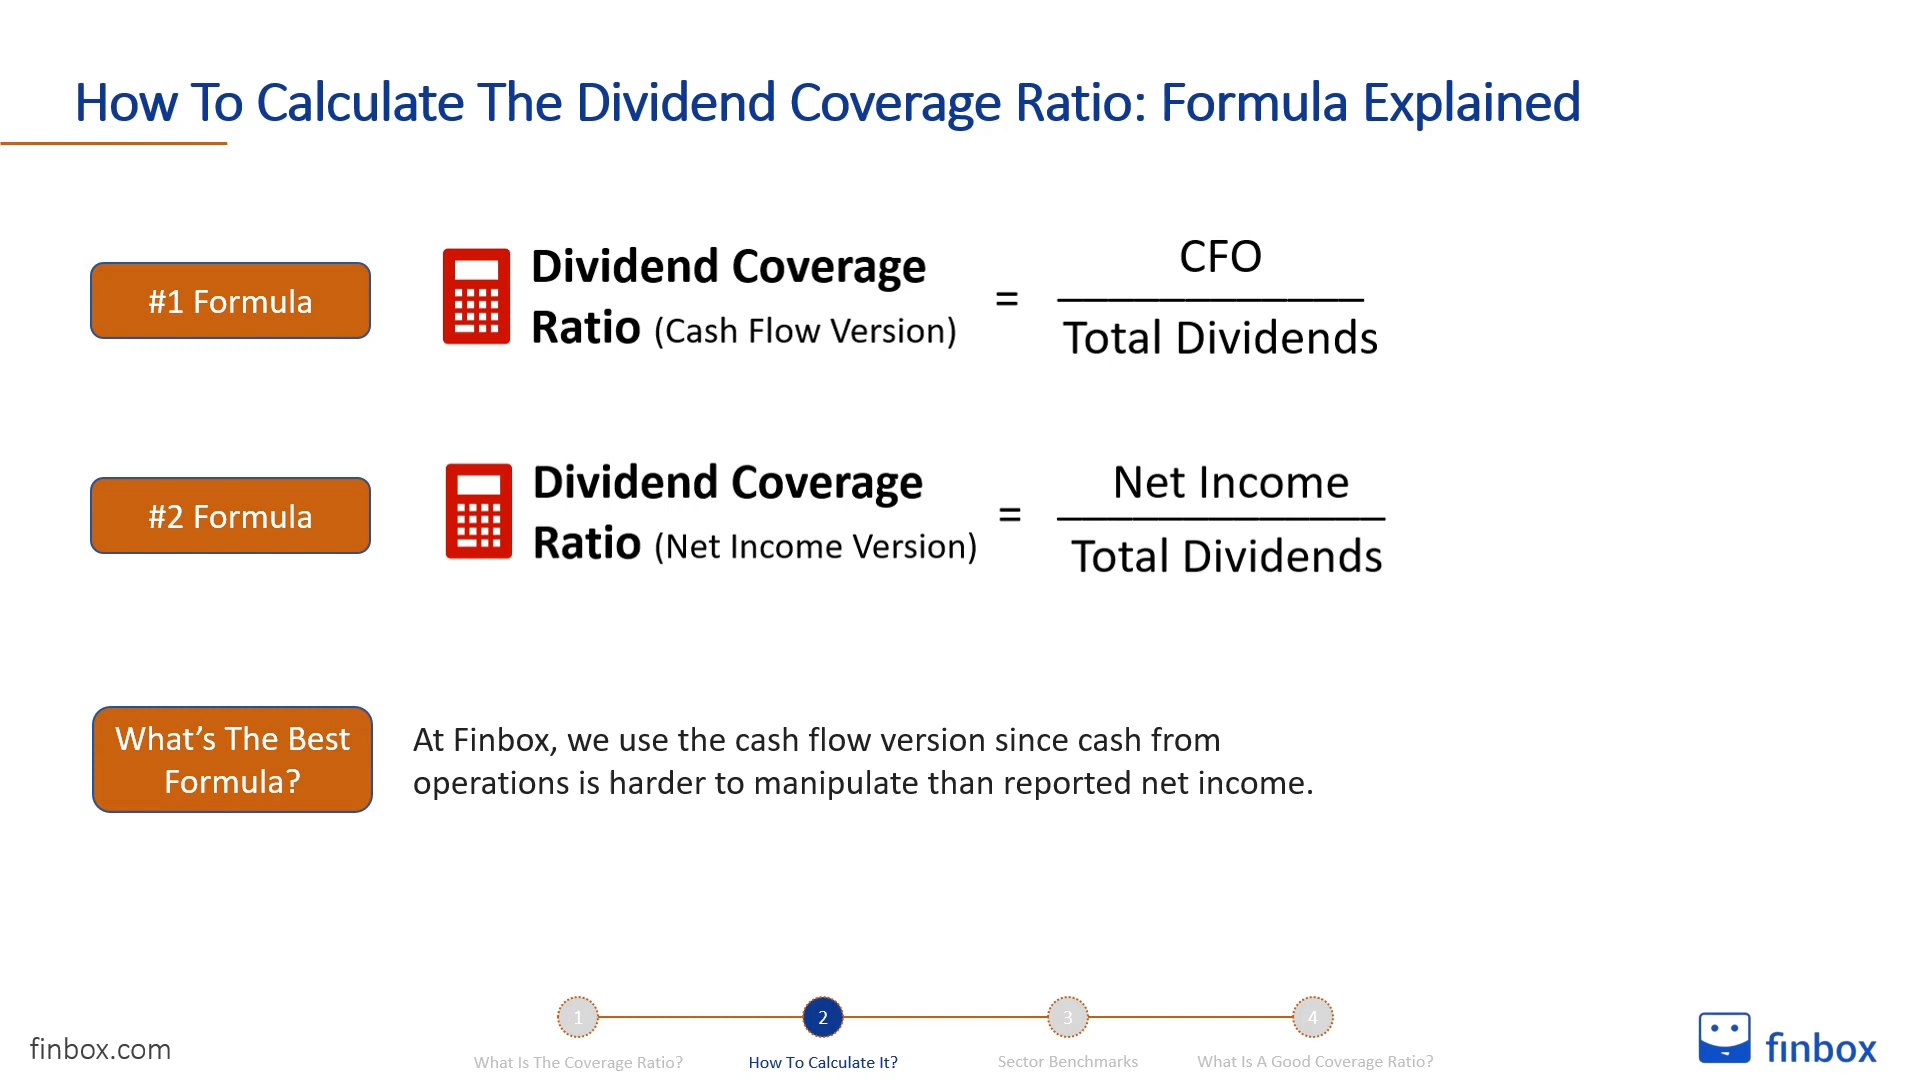 How To Calculate The Dividend Coverage Ratio: Formula Explained
#1 Formula
Dividend Coverage
Ratio (Cash Flow Version)
=
CFO
Total Dividends
#2 Formula
Dividend Coverage
Ratio (Net Income Version)
=
Net Income
Total Dividends
What’s The Best
Formula?
At Finbox, we use the cash flow version since cash from
operations is harder to manipulate than reported net income.
1
2
3
4
What Is The Coverage Ratio?
How To Calculate It?
Sector Benchmarks
What Is A Good Coverage Ratio?
finbox.com
finbox